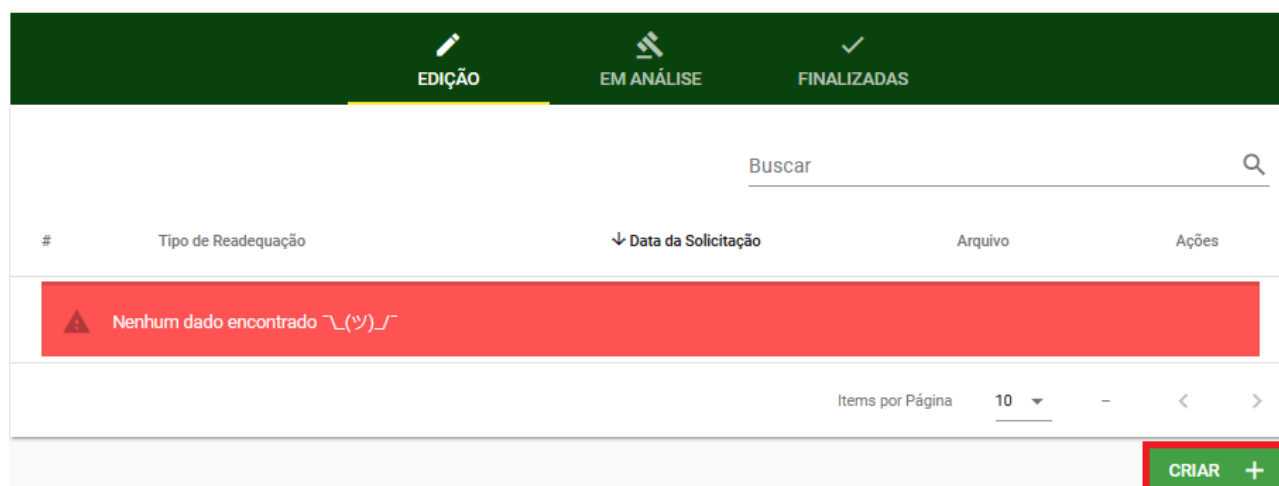 EDIÇÃO EM ANÁLISE FINALIZADAS
Buscar
# Tipo de Readequação Data da Solicitação Arquivo Ações
Nenhum dado encontrado ¯\_(ツ)_/¯
Items por Página 10 –
CRIAR +